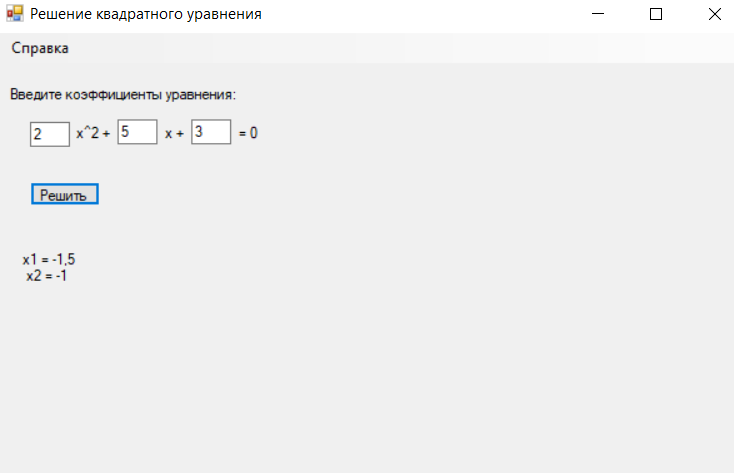 Решение квадратного уравнения
Справка
Введите коэффициенты уравнения:
2 x^2 + 5 x + 3 = 0
Решить
x1 = -1,5
x2 = -1